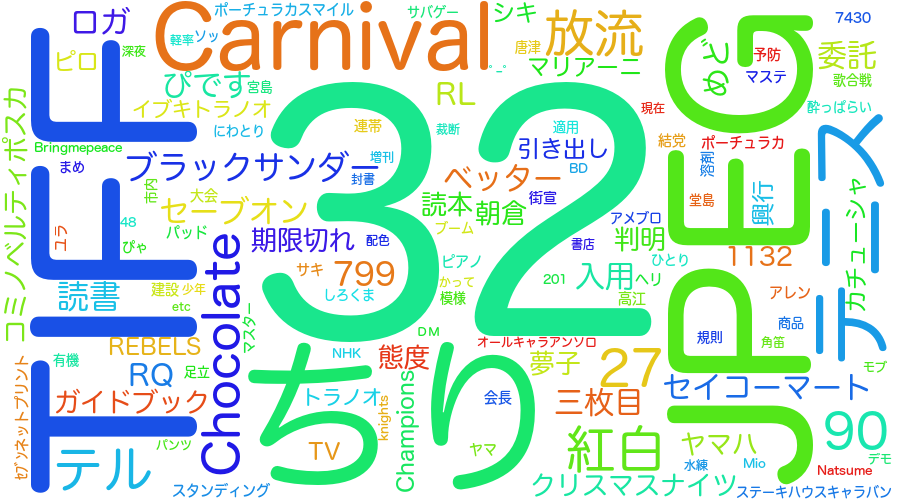 ポーチュラカスマイル
サバゲー
シキ
7430
ロガ
Carnival
放流
軽率
ソッ
唐津
めど
予防
委託
深夜
ピロ
ぴです
宮島
マリアーニ
マステ
歌合戦
RL
イブキトラノオ
現在
酔っぱらい
にわとり
連帯
裁断
適用
Bringmepeace
引き出し
結党
ポーチュラカ
まめ
ブラックサンダー
増刊
封書
ベッター
BD
溶剤
コミノベルティポスカ
市内
大会
セーブオン
読本
朝倉
街宣
堂島
興行
48
ブーム
アメブロ
パッド
ユラ
ぴゃ
期限切れ
配色
書店
判明
カチューシャ
32
TIFF
JPEG
テニス
サキ
799
ピアノ
ひとり
1132
かって
201
入用
ヘリ
読書
建設
少年
しろくま
模様
高江
アレン
etc
マスター
DM
商品
規則
角笛
オールキャラアンソロ
REBELS
NHK
態度
有機
RQ
足立
夢子
27
モブ
Chocolate
ちり
セイコーマート
ガイドブック
トラノオ
会長
三枚目
セブンネットプリント
knights
Champions
パンツ
TV
ヤマ
紅白
ヤマハ
90
テル
水練
Mio
デモ
Natsume
スタンディング
クリスマスナイツ
ステーキハウスキャラバン